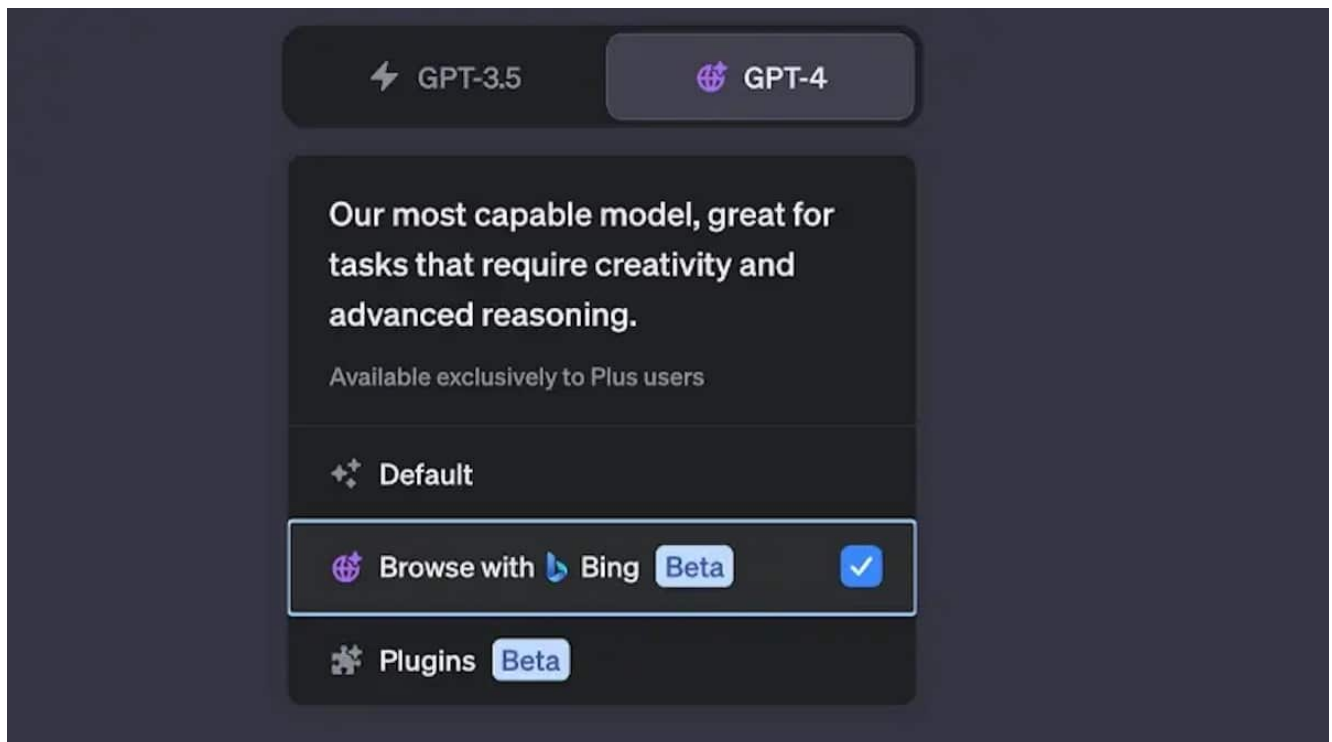 GPT-3.5
GPT-4
Our most capable model, great for
tasks that require creativity and
advanced reasoning.
Available exclusively to Plus users
Default
Browse with Bing Beta
Plugins Beta